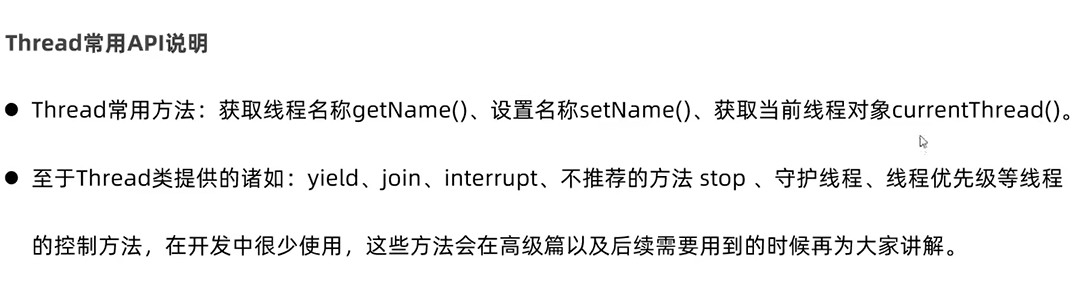 Thread常用API说明
● Thread常用方法：获取线程名称getName()、设置名称setName()、获取当前线程对象currentThread()。
● 至于Thread类提供的诸如：yield、join、interrupt、不推荐的方法 stop 、守护线程、线程优先级等线程
的控制方法，在开发中很少使用，这些方法会在高级篇以及后续需要用到的时候再为大家讲解。